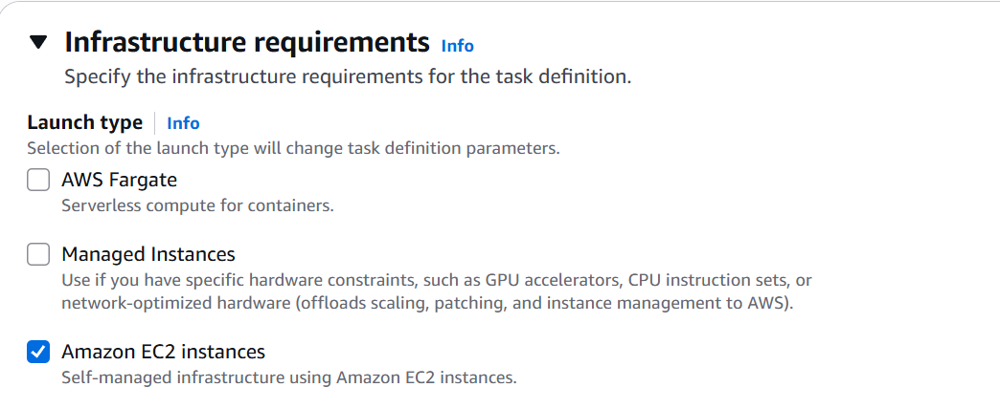 Infrastructure requirements Info
Specify the infrastructure requirements for the task definition.
Launch type Info
Selection of the launch type will change task definition parameters.
AWS Fargate
Serverless compute for containers.
Managed Instances
Use if you have specific hardware constraints, such as GPU accelerators, CPU instruction sets, or
network-optimized hardware (offloads scaling, patching, and instance management to AWS).
Amazon EC2 instances
Self-managed infrastructure using Amazon EC2 instances.